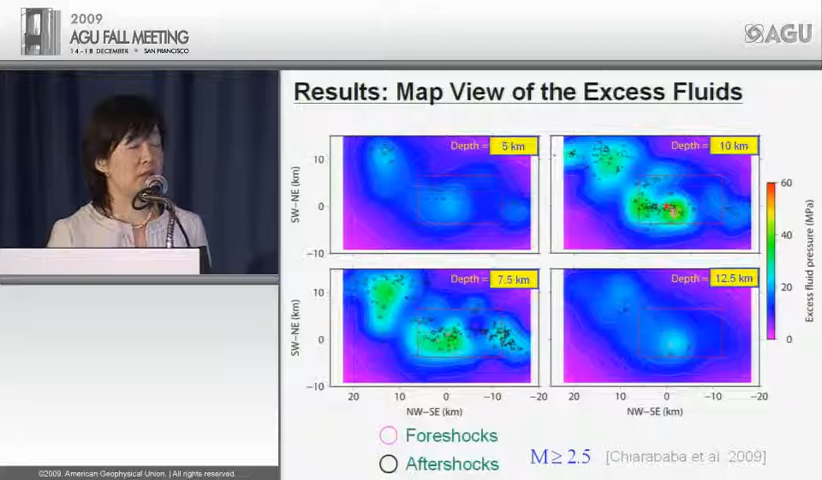 2009
AGU FALL MEETING
14-18 DECEMBER • SAN FRANCISCO
AGU
Results: Map View of the Excess Fluids
Depth = 5 km
Depth = 10 km
10
0
−10
SW-NE (km)
60
40
20
0
Excess fluid pressure (MPa)
Depth = 7.5 km
Depth = 12.5 km
10
0
−10
SW-NE (km)
20 10 0 −10 −20
20 10 0 −10 −20
NW-SE (km)
NW-SE (km)
Foreshocks
Aftershocks
M ≥ 2.5
[Chiarababa et al. 2009]
©2009. American Geophysical Union. | All rights reserved.